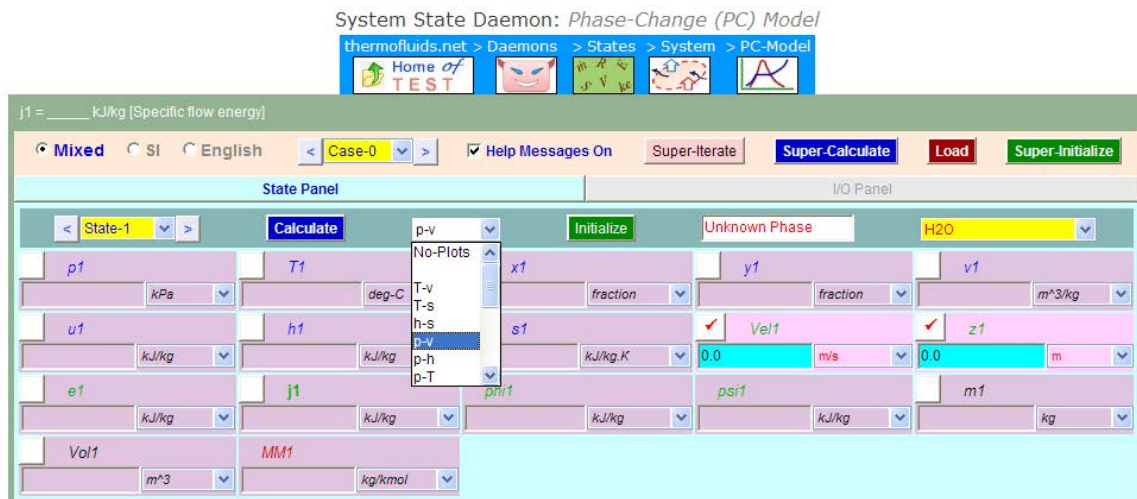 System State Daemon: Phase-Change (PC) Model
thermofluids.net > Daemons > States > System > PC-Model
Home of
TEST
j1 = _____ kJ/kg [Specific flow energy]
Mixed SI English < Case-0 > Help Messages On Super-Iterate Super-Calculate Load Super-Initialize
State Panel I/O Panel
< State-1 > Calculate p-v Initialize Unknown Phase H2O
No-Plots
T-v
T-s
h-s
p-v
p-h
p-T
p1 T1 x1 y1 v1
kPa deg-C fraction fraction m^3/kg
u1 h1 s1 Vel1 z1
kJ/kg kJ/kg kJ/kg.K 0.0 m/s 0.0 m
e1 j1 phi1 psi1 m1
kJ/kg kJ/kg kJ/kg kJ/kg kg
Vol1 MM1
m^3 kg/kmol